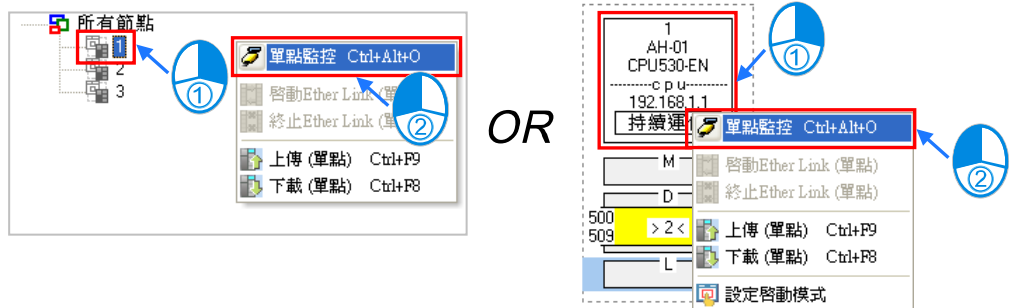 所有節點
1
2
3
單點監控 Ctrl+Alt+O
啓動Ether Link (單
終止Ether Link (單
上傳 (單點) Ctrl+F9
下載 (單點) Ctrl+F8
①
②
OR
1
AH-01
CPU530-EN
--------c p u--------
192.168.1.1
持續運
M
D
500
509
> 2 <
L
單點監控 Ctrl+Alt+O
啓動Ether Link (單點)
終止Ether Link (單點)
上傳 (單點) Ctrl+F9
下載 (單點) Ctrl+F8
設定啓動模式
①
②